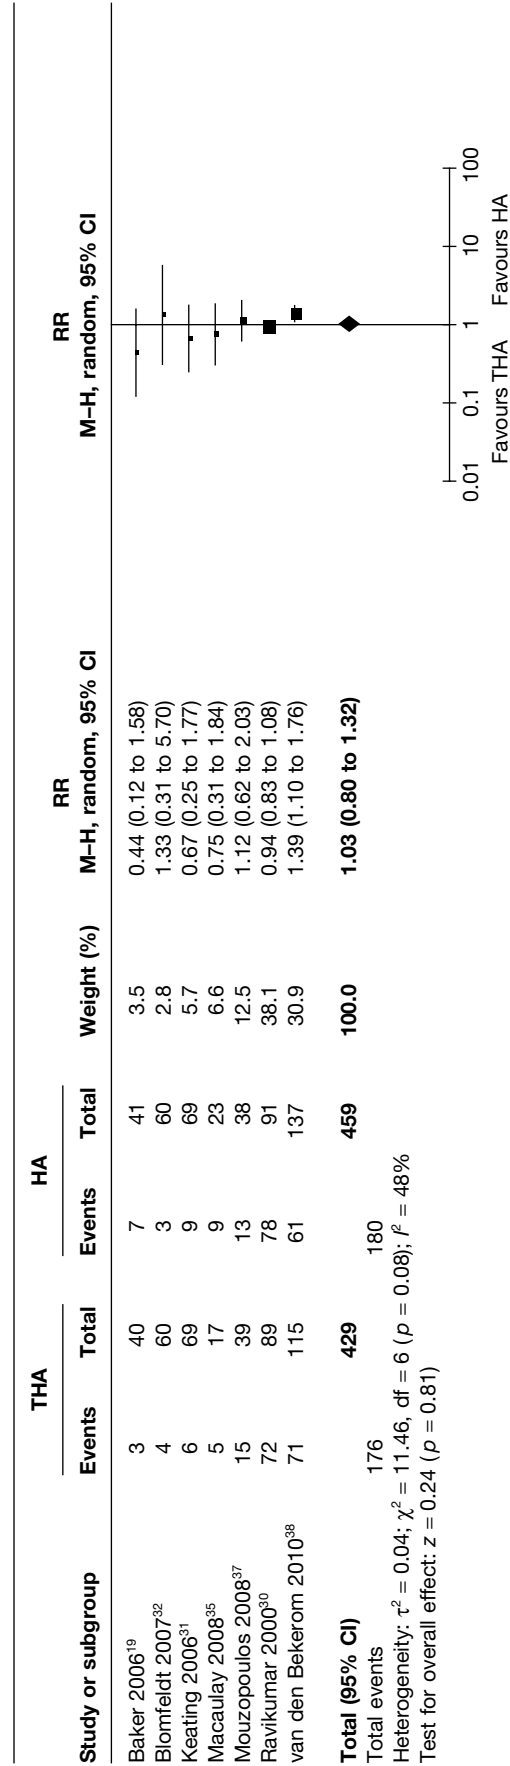 THA HA RR RR
Study or subgroup Events Total Events Total Weight (%) M–H, random, 95% CI M–H, random, 95% CI
Baker 2006¹⁹ 3 40 7 41 3.5 0.44 (0.12 to 1.58)
Blomfeldt 2007³² 4 60 3 60 2.8 1.33 (0.31 to 5.70)
Keating 2006³¹ 6 69 9 69 5.7 0.67 (0.25 to 1.77)
Macaulay 2008³⁵ 5 17 9 23 6.6 0.75 (0.31 to 1.84)
Mouzopoulos 2008³⁷ 15 39 13 38 12.5 1.12 (0.62 to 2.03)
Ravikumar 2000³⁰ 72 89 78 91 38.1 0.94 (0.83 to 1.08)
van den Bekerom 2010³⁸ 71 115 61 137 30.9 1.39 (1.10 to 1.76)
Total (95% CI) 429 459 100.0 1.03 (0.80 to 1.32)
Total events 176 180
Heterogeneity: τ² = 0.04; χ² = 11.46, df = 6 (p = 0.08); I² = 48%
Test for overall effect: z = 0.24 (p = 0.81)
0.01 0.1 1 10 100
Favours THA Favours HA